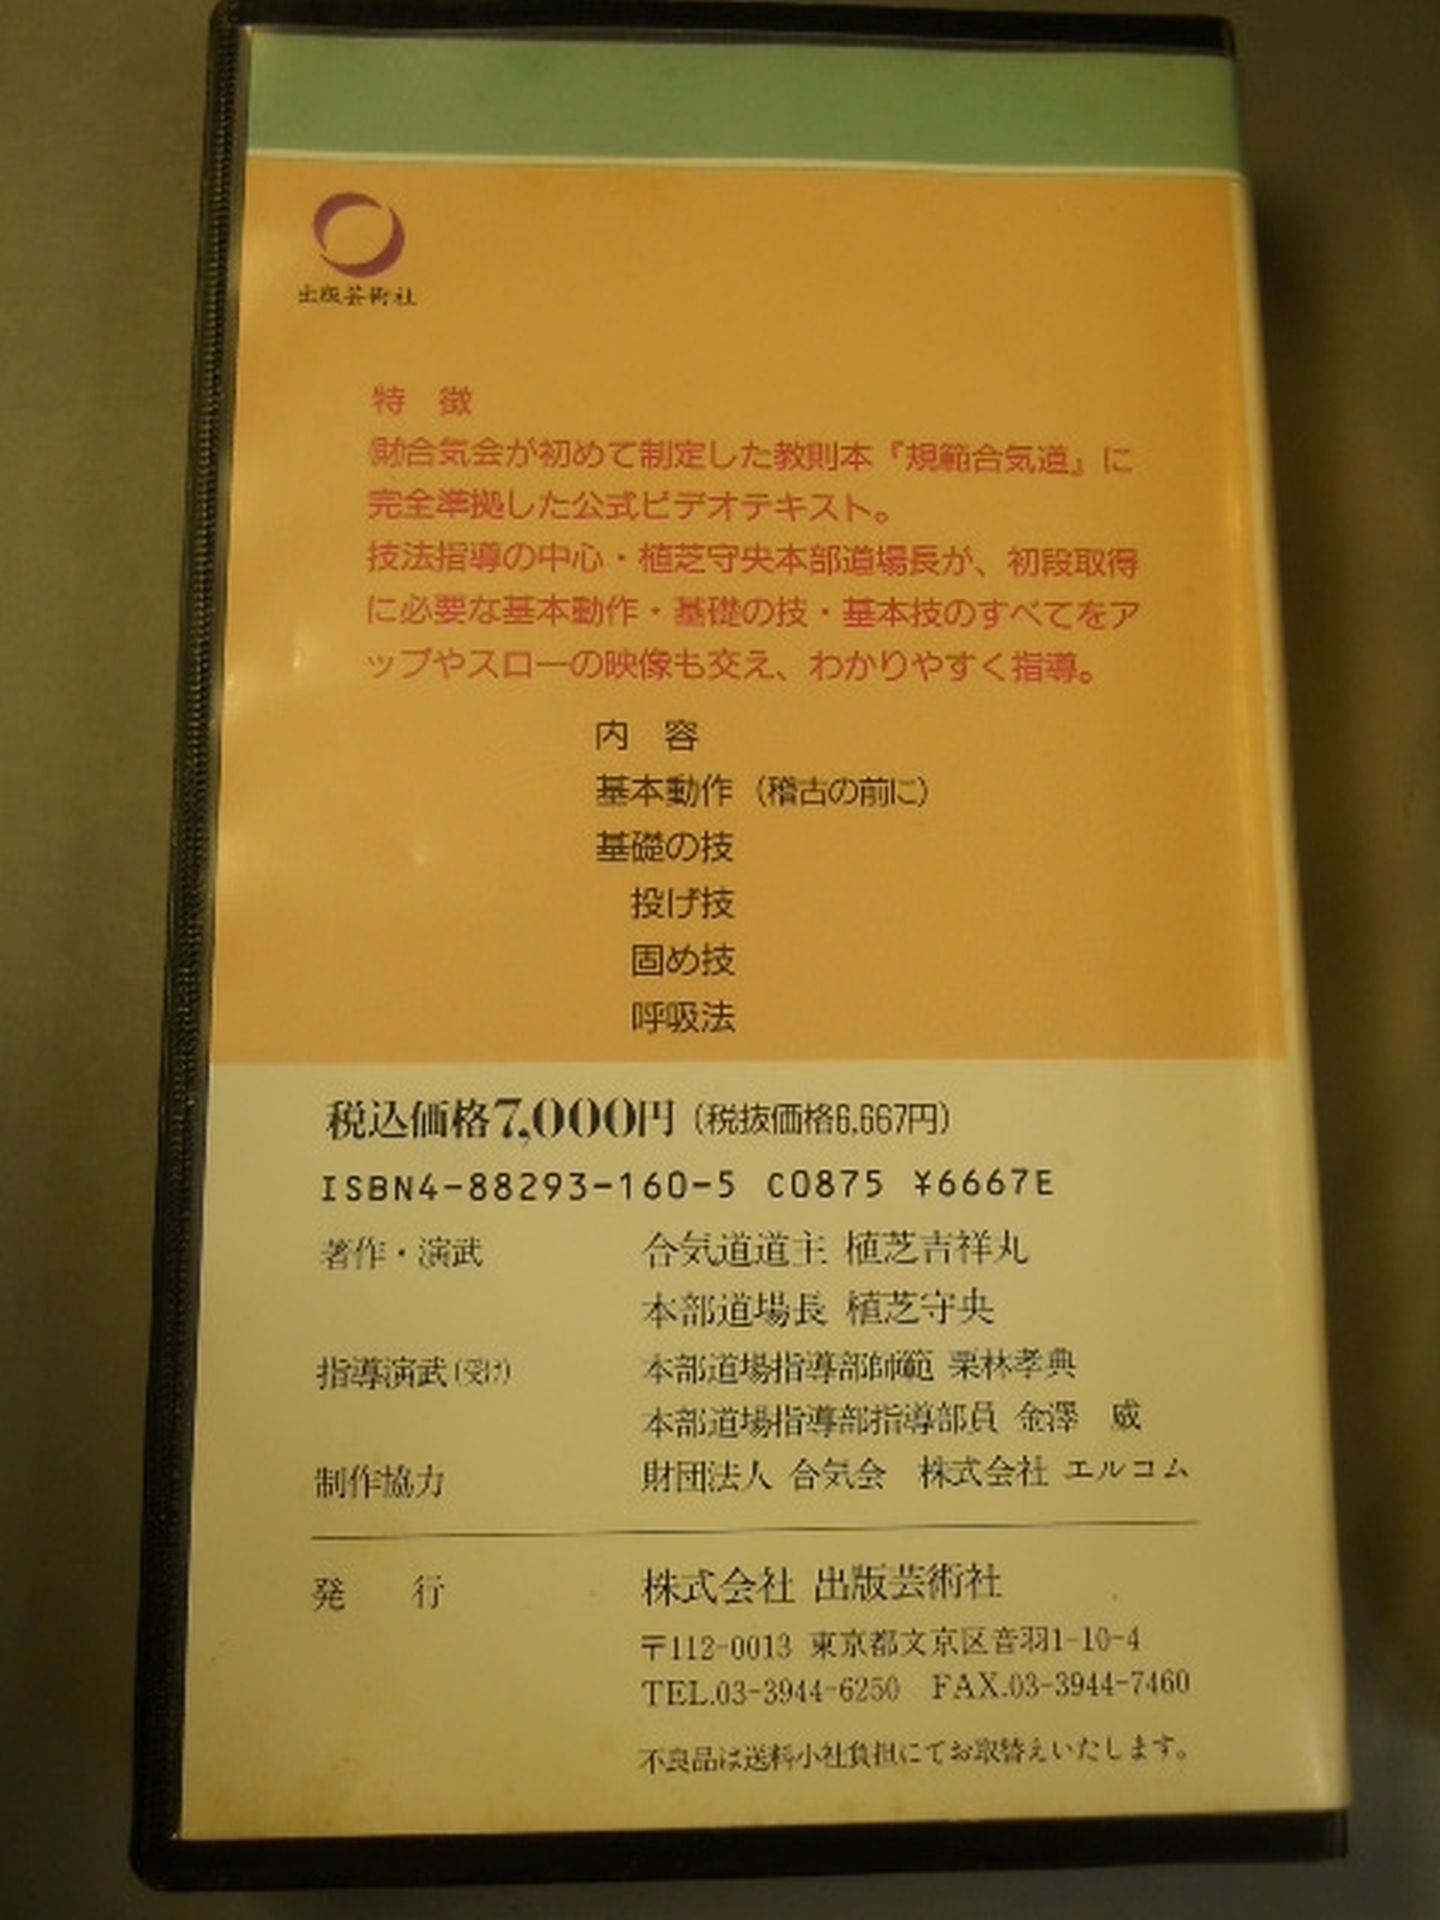 出版芸術社
特　徴
㈶合気会が初めて制定した教則本『規範合気道』に
完全準拠した公式ビデオテキスト。
技法指導の中心・植芝守央本部道場長が、初段取得
に必要な基本動作・基礎の技・基本技のすべてをア
ップやスローの映像も交え、わかりやすく指導。
内　容
基本動作（稽古の前に）
基礎の技
投げ技
固め技
呼吸法
税込価格7,000円（税抜価格6,667円）
ISBN4-88293-160-5 C0875 ¥6667E
著作・演武　合気道道主 植芝吉祥丸
本部道場長 植芝守央
指導演武（受け）　本部道場指導部師範 栗林孝典
本部道場指導部指導部員 金澤　威
制作協力　財団法人 合気会　株式会社 エルコム
発　行　株式会社 出版芸術社
〒112-0013 東京都文京区音羽1-10-4
TEL.03-3944-6250　FAX.03-3944-7460
不良品は送料小社負担にてお取替えいたします。